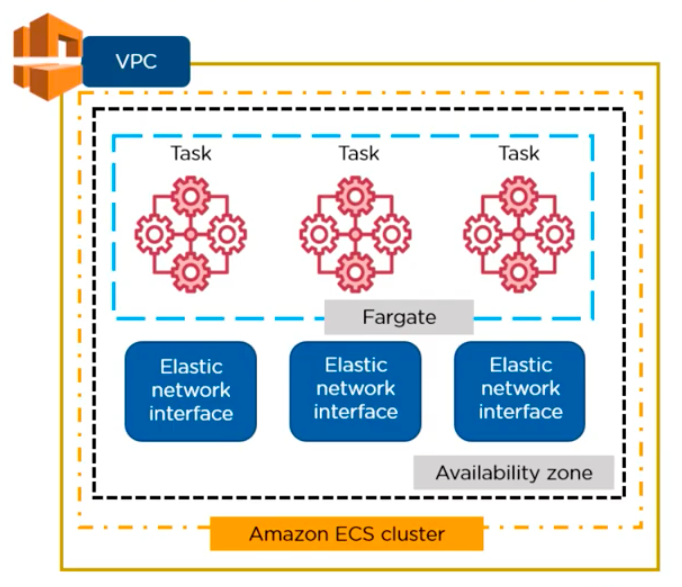 VPC
Task
Task
Task
Fargate
Elastic
network
interface
Elastic
network
interface
Elastic
network
interface
Availability zone
Amazon ECS cluster